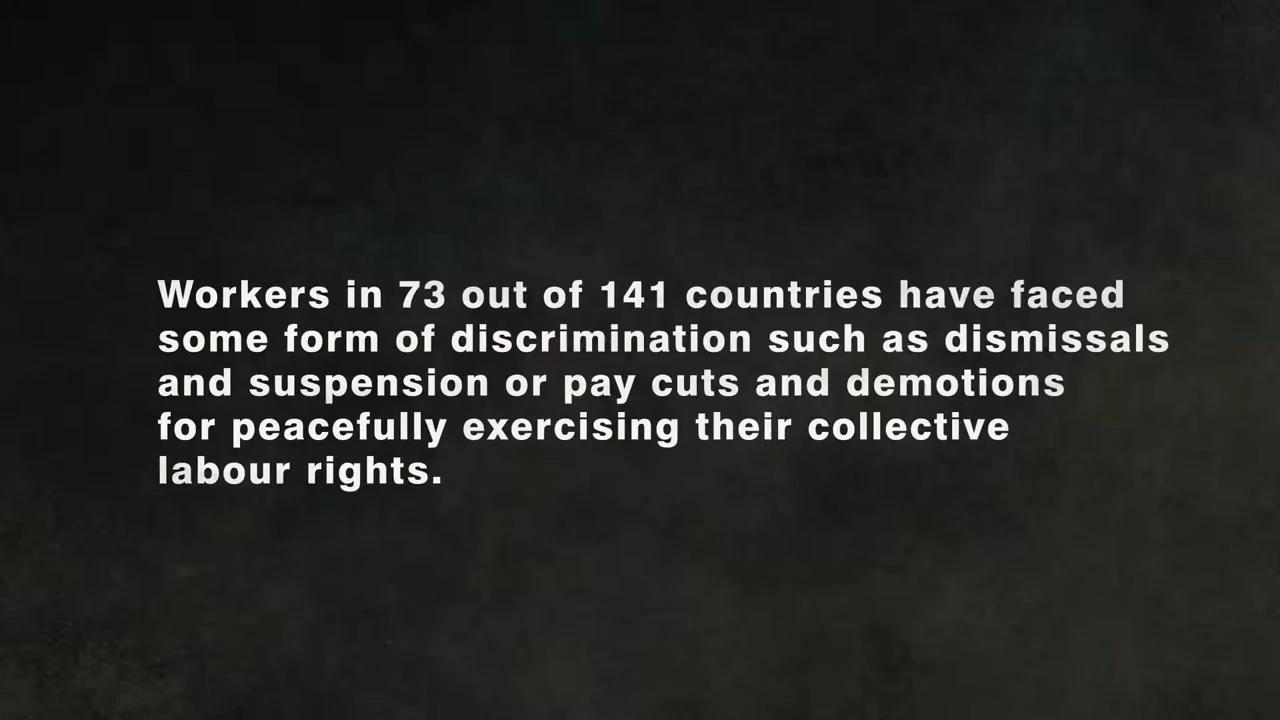 Workers in 73 out of 141 countries have faced
some form of discrimination such as dismissals
and suspension or pay cuts and demotions
for peacefully exercising their collective
labour rights.